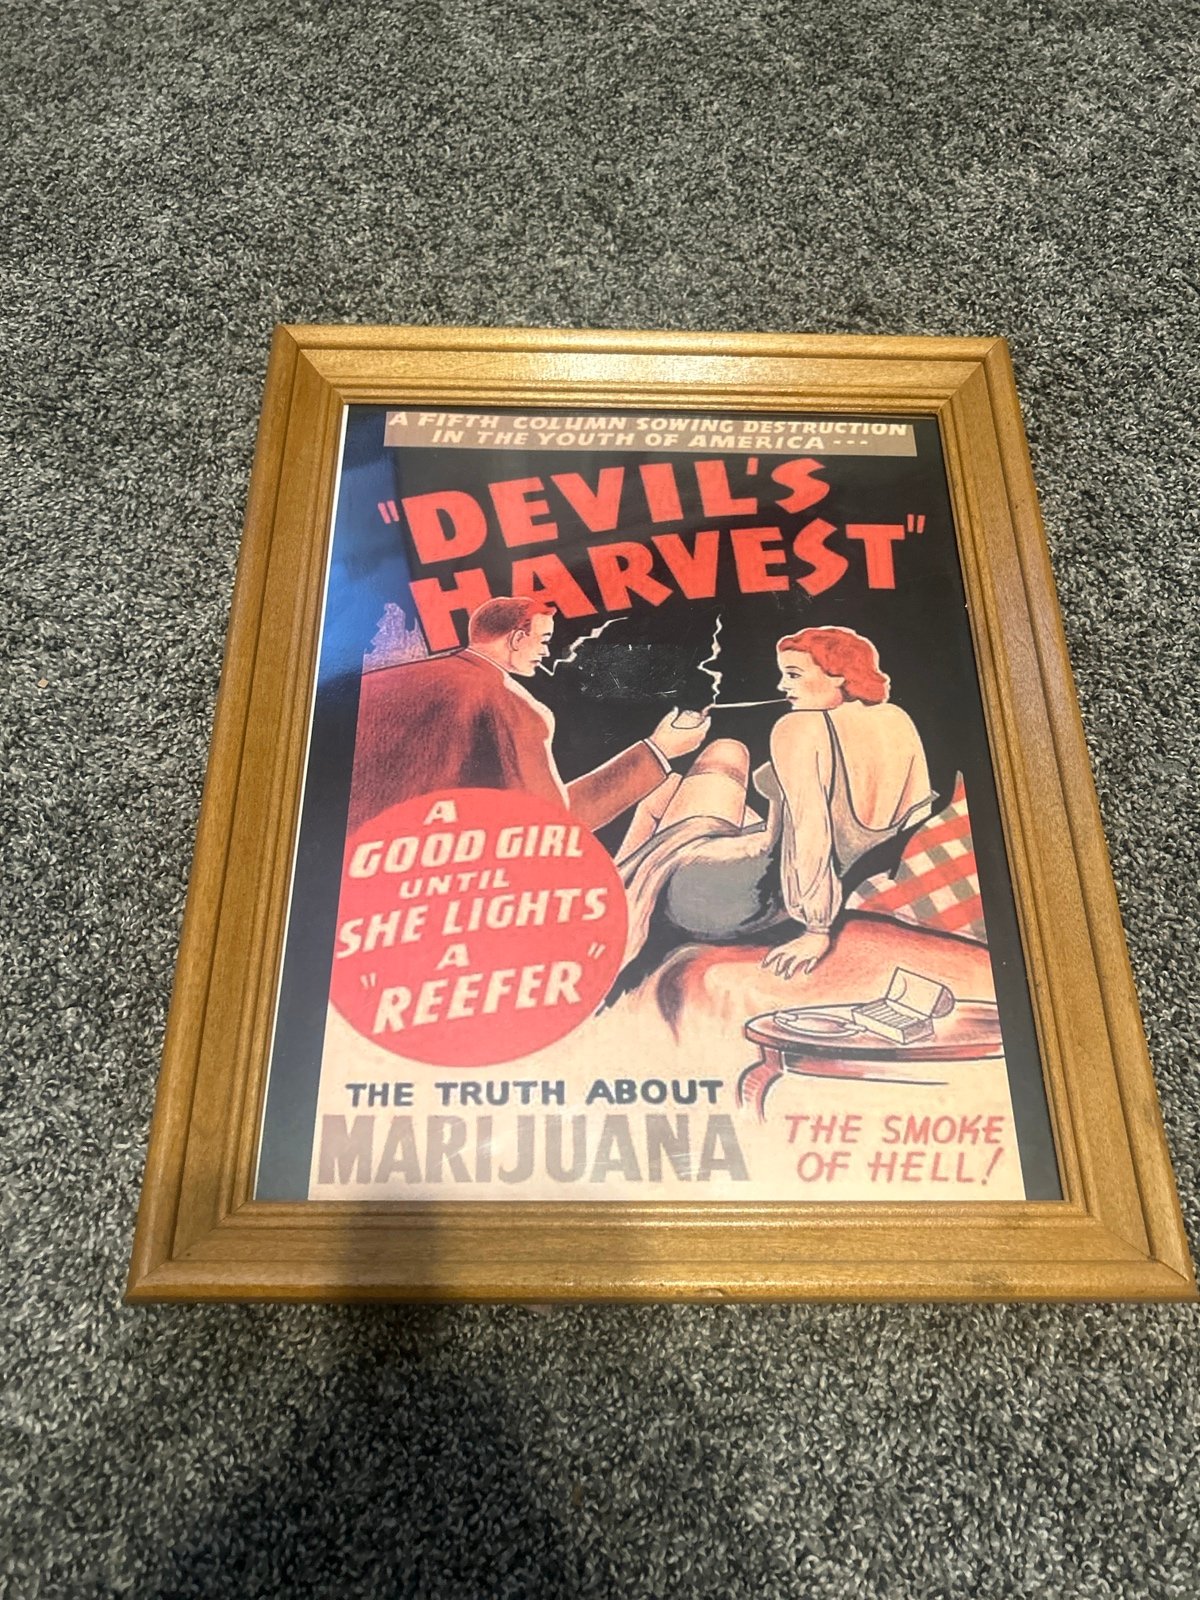 A FIFTH COLUMN SOWING DESTRUCTION
IN THE YOUTH OF AMERICA ---
"DEVIL'S
HARVEST"
A
GOOD GIRL
UNTIL
SHE LIGHTS
A
"REEFER"
THE TRUTH ABOUT
MARIJUANA
THE SMOKE
OF HELL!